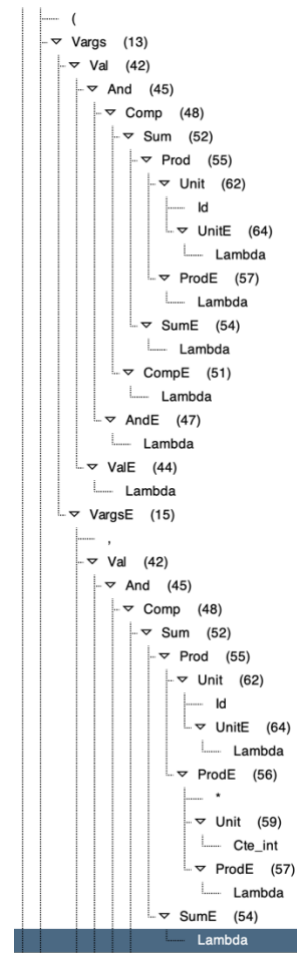 (
Vargs (13)
Val (42)
And (45)
Comp (48)
Sum (52)
Prod (55)
Unit (62)
Id
UnitE (64)
Lambda
ProdE (57)
Lambda
SumE (54)
Lambda
CompE (51)
Lambda
AndE (47)
Lambda
ValE (44)
Lambda
VargsE (15)
,
Val (42)
And (45)
Comp (48)
Sum (52)
Prod (55)
Unit (62)
Id
UnitE (64)
Lambda
ProdE (56)
*
Unit (59)
Cte_int
ProdE (57)
Lambda
SumE (54)
Lambda